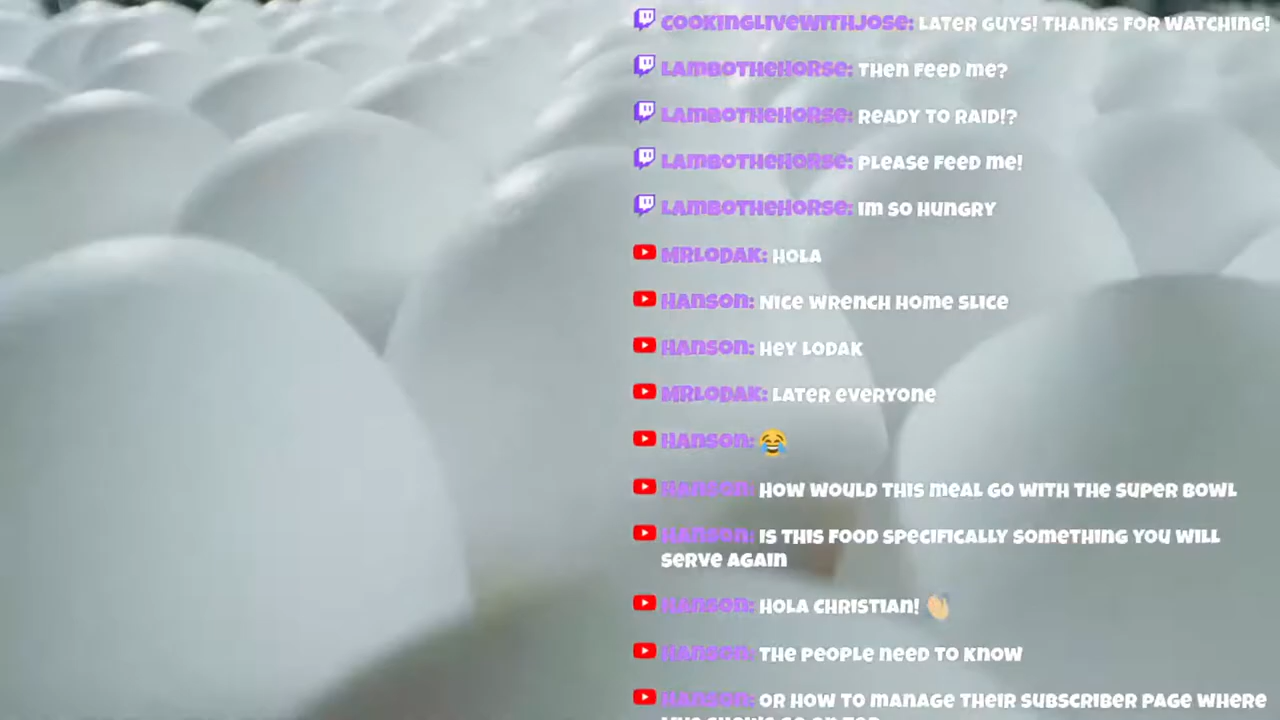 COOKINGLIVEWITHJOSE: LATER GUYS! THANKS FOR WATCHING!
LAMBOTHEHORSE: THEN FEED ME?
LAMBOTHEHORSE: READY TO RAID!?
LAMBOTHEHORSE: PLEASE FEED ME!
LAMBOTHEHORSE: IM SO HUNGRY
MRLODAK: HOLA
HANSON: NICE WRENCH HOME SLICE
HANSON: HEY LODAK
MRLODAK: LATER EVERYONE
HANSON: 😂
HANSON: HOW WOULD THIS MEAL GO WITH THE SUPER BOWL
HANSON: IS THIS FOOD SPECIFICALLY SOMETHING YOU WILL
SERVE AGAIN
HANSON: HOLA CHRISTIAN! 👋🏼
HANSON: THE PEOPLE NEED TO KNOW
HANSON: OR HOW TO MANAGE THEIR SUBSCRIBER PAGE WHERE